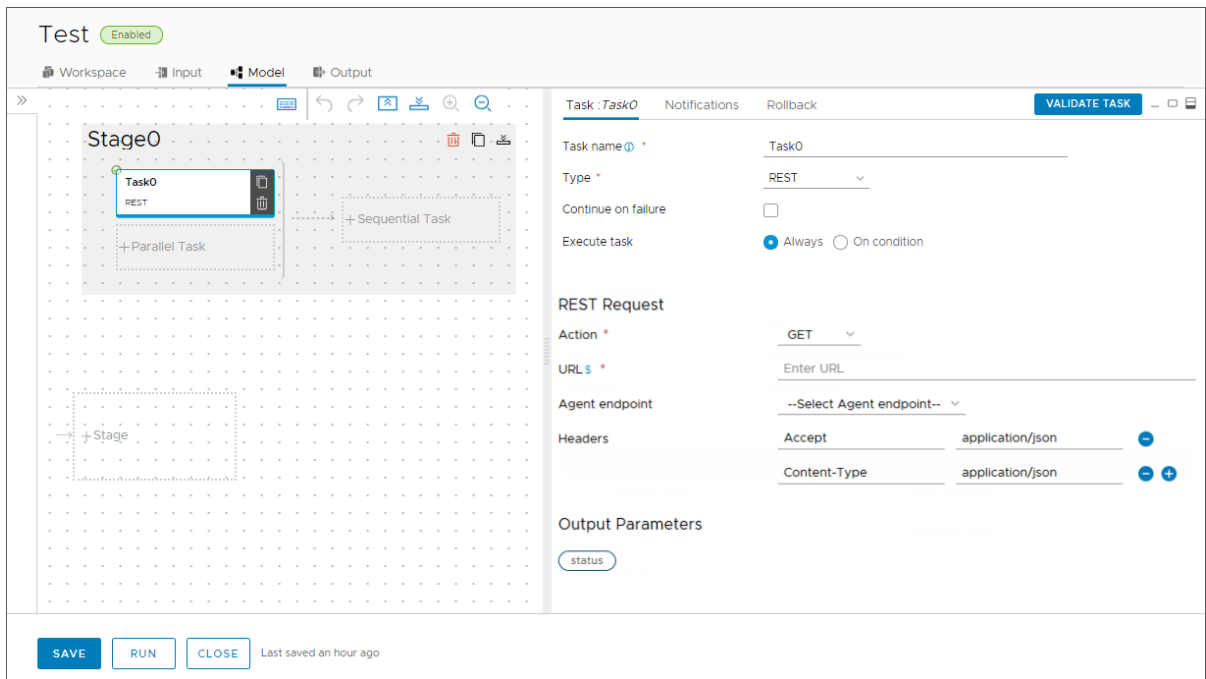 Test Enabled
Workspace Input Model Output
Stage0
Task0
REST
+Sequential Task
+Parallel Task
+Stage
Task :Task0 Notifications Rollback VALIDATE TASK
Task name * Task0
Type * REST
Continue on failure
Execute task Always On condition
REST Request
Action * GET
URL $ * Enter URL
Agent endpoint --Select Agent endpoint--
Headers Accept application/json
Content-Type application/json
Output Parameters
status
SAVE RUN CLOSE Last saved an hour ago